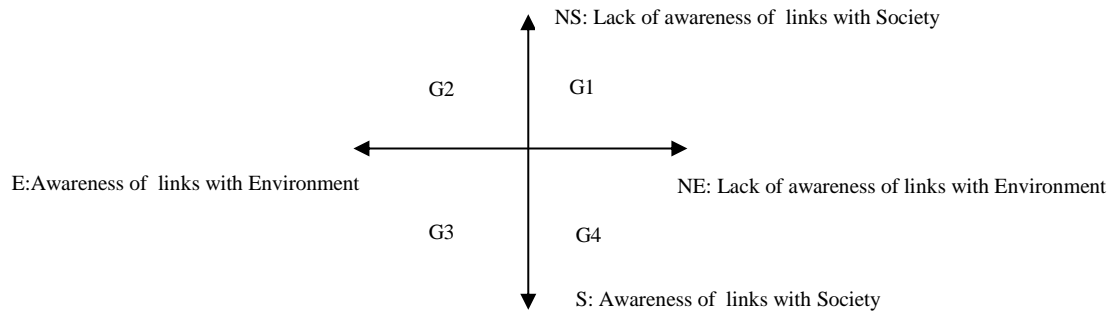 NS: Lack of awareness of  links with Society
G2
G1
E:Awareness of  links with Environment
NE: Lack of awareness of links with Environment
G3
G4
S: Awareness of  links with Society